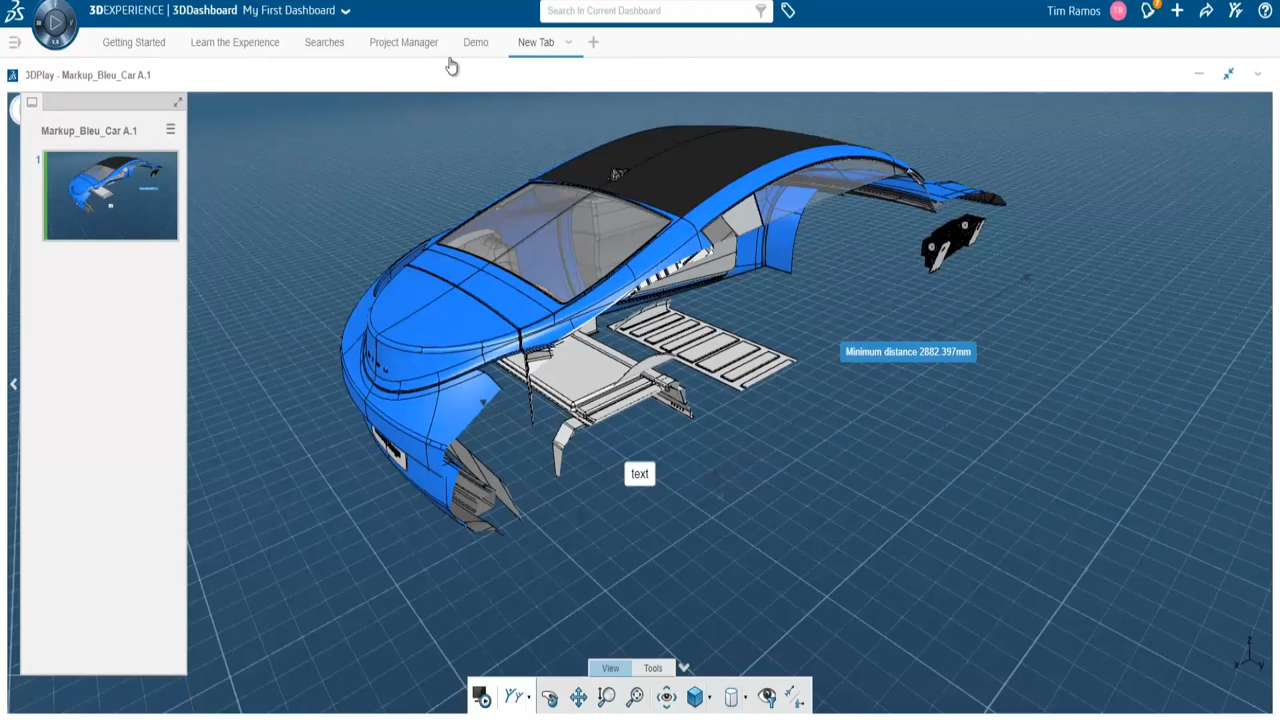 3DEXPERIENCE | 3DDashboard My First Dashboard
Search In Current Dashboard
Tim Ramos TR
Getting Started Learn the Experience Searches Project Manager Demo New Tab
3DPlay - Markup_Bleu_Car A.1
Markup_Bleu_Car A.1
1
Minimum distance 2882.397mm
text
View Tools